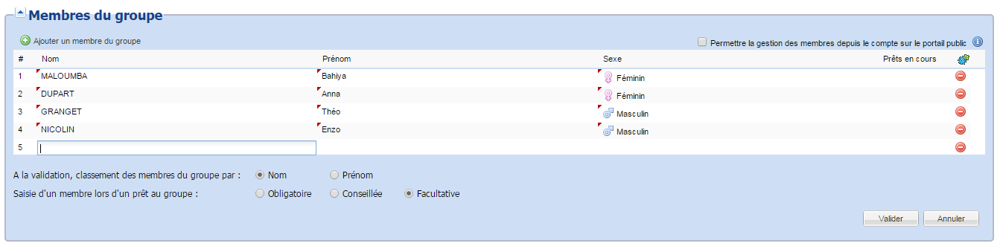 Membres du groupe
Ajouter un membre du groupe
Permettre la gestion des membres depuis le compte sur le portail public
# Nom Prénom Sexe Prêts en cours
1 MALOUMBA Bahiya Féminin
2 DUPART Anna Féminin
3 GRANGET Théo Masculin
4 NICOLIN Enzo Masculin
5
A la validation, classement des membres du groupe par : Nom Prénom
Saisie d'un membre lors d'un prêt au groupe : Obligatoire Conseillée Facultative
Valider Annuler